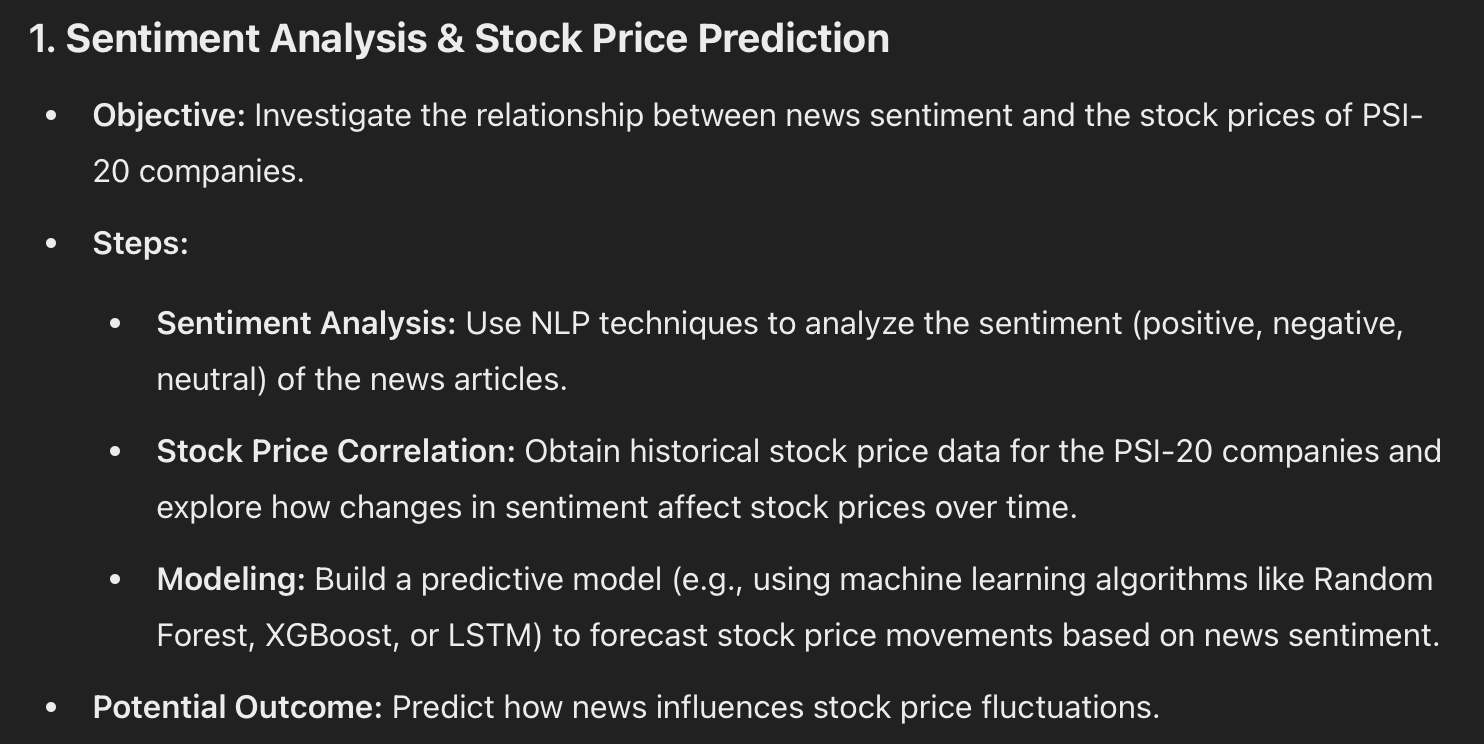 1. Sentiment Analysis & Stock Price Prediction
• Objective: Investigate the relationship between news sentiment and the stock prices of PSI-
20 companies.
• Steps:
• Sentiment Analysis: Use NLP techniques to analyze the sentiment (positive, negative,
neutral) of the news articles.
• Stock Price Correlation: Obtain historical stock price data for the PSI-20 companies and
explore how changes in sentiment affect stock prices over time.
• Modeling: Build a predictive model (e.g., using machine learning algorithms like Random
Forest, XGBoost, or LSTM) to forecast stock price movements based on news sentiment.
• Potential Outcome: Predict how news influences stock price fluctuations.